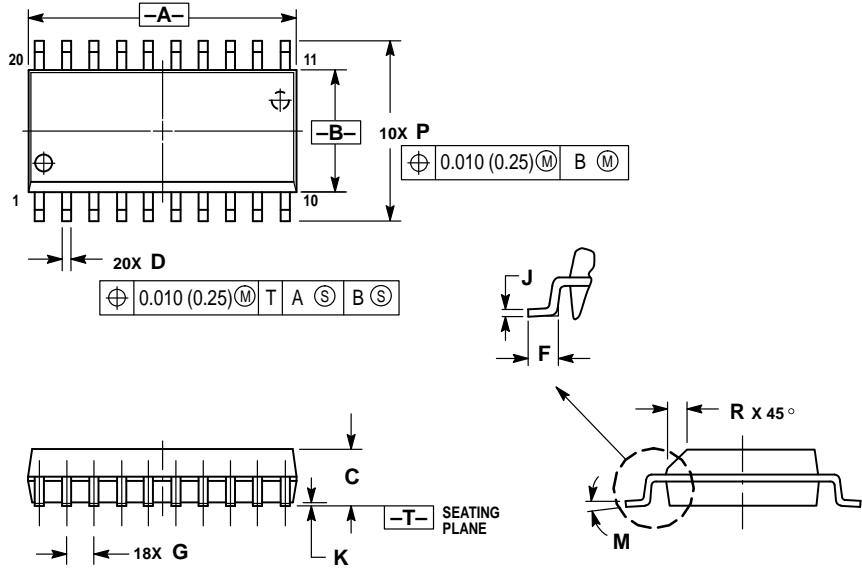 –A–
20 11
–B–
10X P
⌖ 0.010 (0.25) Ⓜ B Ⓜ
1 10
20X D
⌖ 0.010 (0.25) Ⓜ T A Ⓢ B Ⓢ
J
F
R X 45°
C
–T– SEATING
PLANE
18X G
K
M